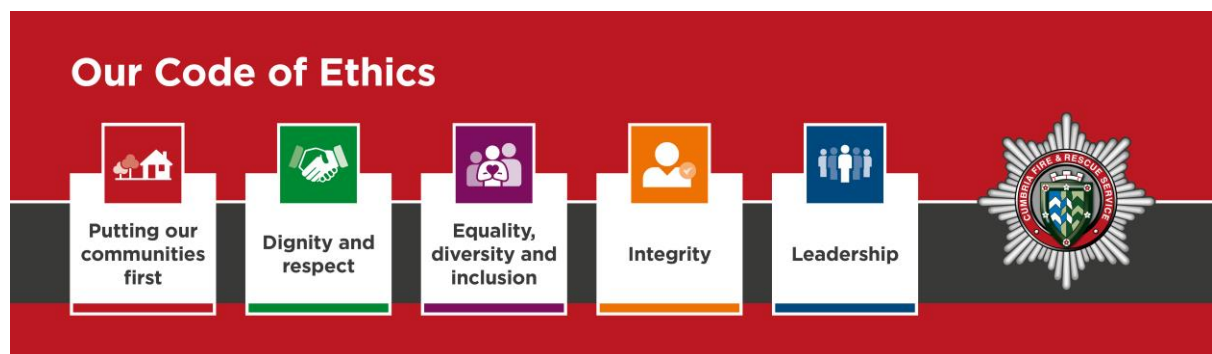 Our Code of Ethics
Putting our
communities
first
Dignity and
respect
Equality,
diversity and
inclusion
Integrity
Leadership
CUMBRIA FIRE & RESCUE SERVICE